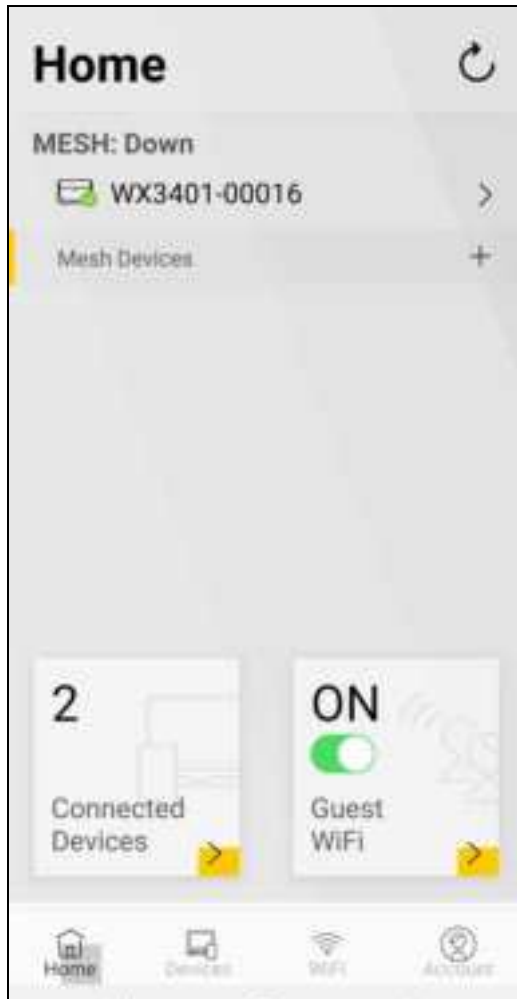 Home
MESH: Down
WX3401-00016
Mesh Devices
2
Connected
Devices
ON
Guest
WiFi
Home
Devices
WiFi
Account